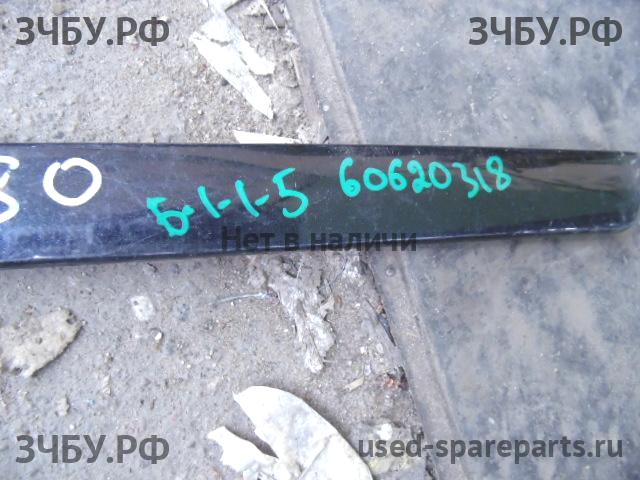 ЗЧБУ.РФ ЗЧБУ.РФ
Б-1-1-5 60620318
Нет в наличи
ЗЧБУ.РФ used-spareparts.ru